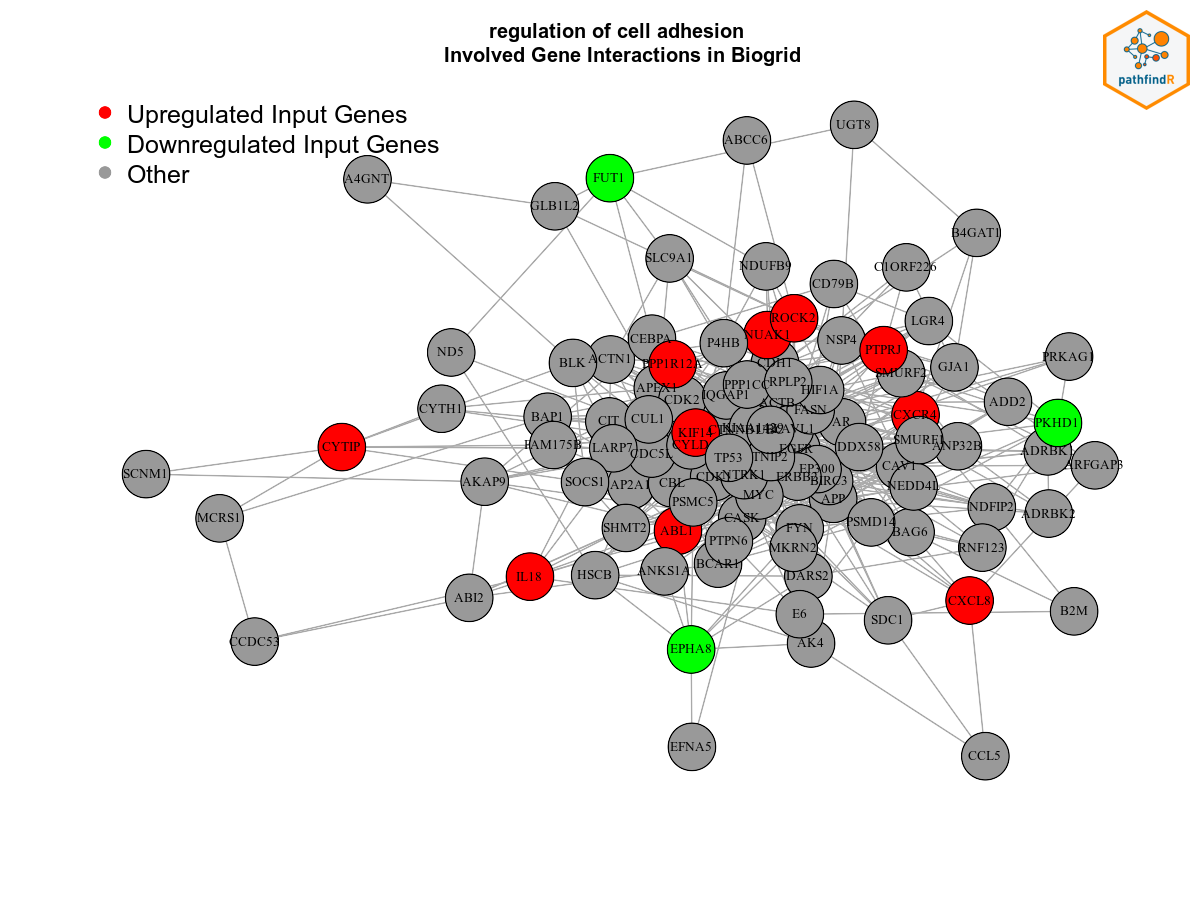 regulation of cell adhesion
Involved Gene Interactions in Biogrid
pathfindR
Upregulated Input Genes
Downregulated Input Genes
Other
UGT8
ABCC6
A4GNT
FUT1
GLB1L2
B4GAT1
SLC9A1
NDUFB9
C1ORF226
CD79B
ROCK2
LGR4
NUAK1
CEBPA
P4HB
NSP4
PTPRJ
ND5
BLK
ACTN1
PPP1R12A
CDH1
SMURF2
GJA1
PRKAG1
APEX1
CDK2
IQGAP1
PPP1CC
RPLP2
HIF1A
ACTB
ADD2
CYTH1
BAP1
CIT
CUL1
FASN
AR
CXCR4
PKHD1
KIF14
CYTIP
FAM175B
LARP7
CDC5L
CYLD
TP53
TNIP2
EGFR
DDX58
SMURF1
ANP32B
ADRBK1
ARFGAP3
SCNM1
AKAP9
SOCS1
AP2A1
CBL
NTRK1
ERBB2
EP300
BIRC3
CAV1
NEDD4L
MCRS1
PSMC5
MYC
APP
NDFIP2
ADRBK2
SHMT2
ABL1
CASK
FYN
PSMD14
BAG6
PTPN6
MKRN2
RNF123
IL18
HSCB
ANKS1A
BCAR1
DARS2
ABI2
E6
SDC1
CXCL8
B2M
CCDC53
EPHA8
AK4
EFNA5
CCL5